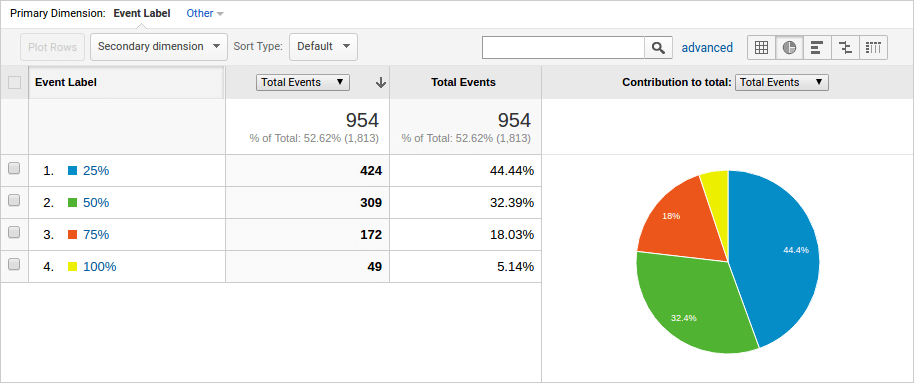 Primary Dimension: Event Label Other
Plot Rows Secondary dimension Sort Type: Default advanced
Event Label Total Events Total Events Contribution to total: Total Events
954 954
% of Total: 52.62% (1,813) % of Total: 52.62% (1,813)
1. 25% 424 44.44%
2. 50% 309 32.39%
3. 75% 172 18.03%
4. 100% 49 5.14%
18%
44.4%
32.4%